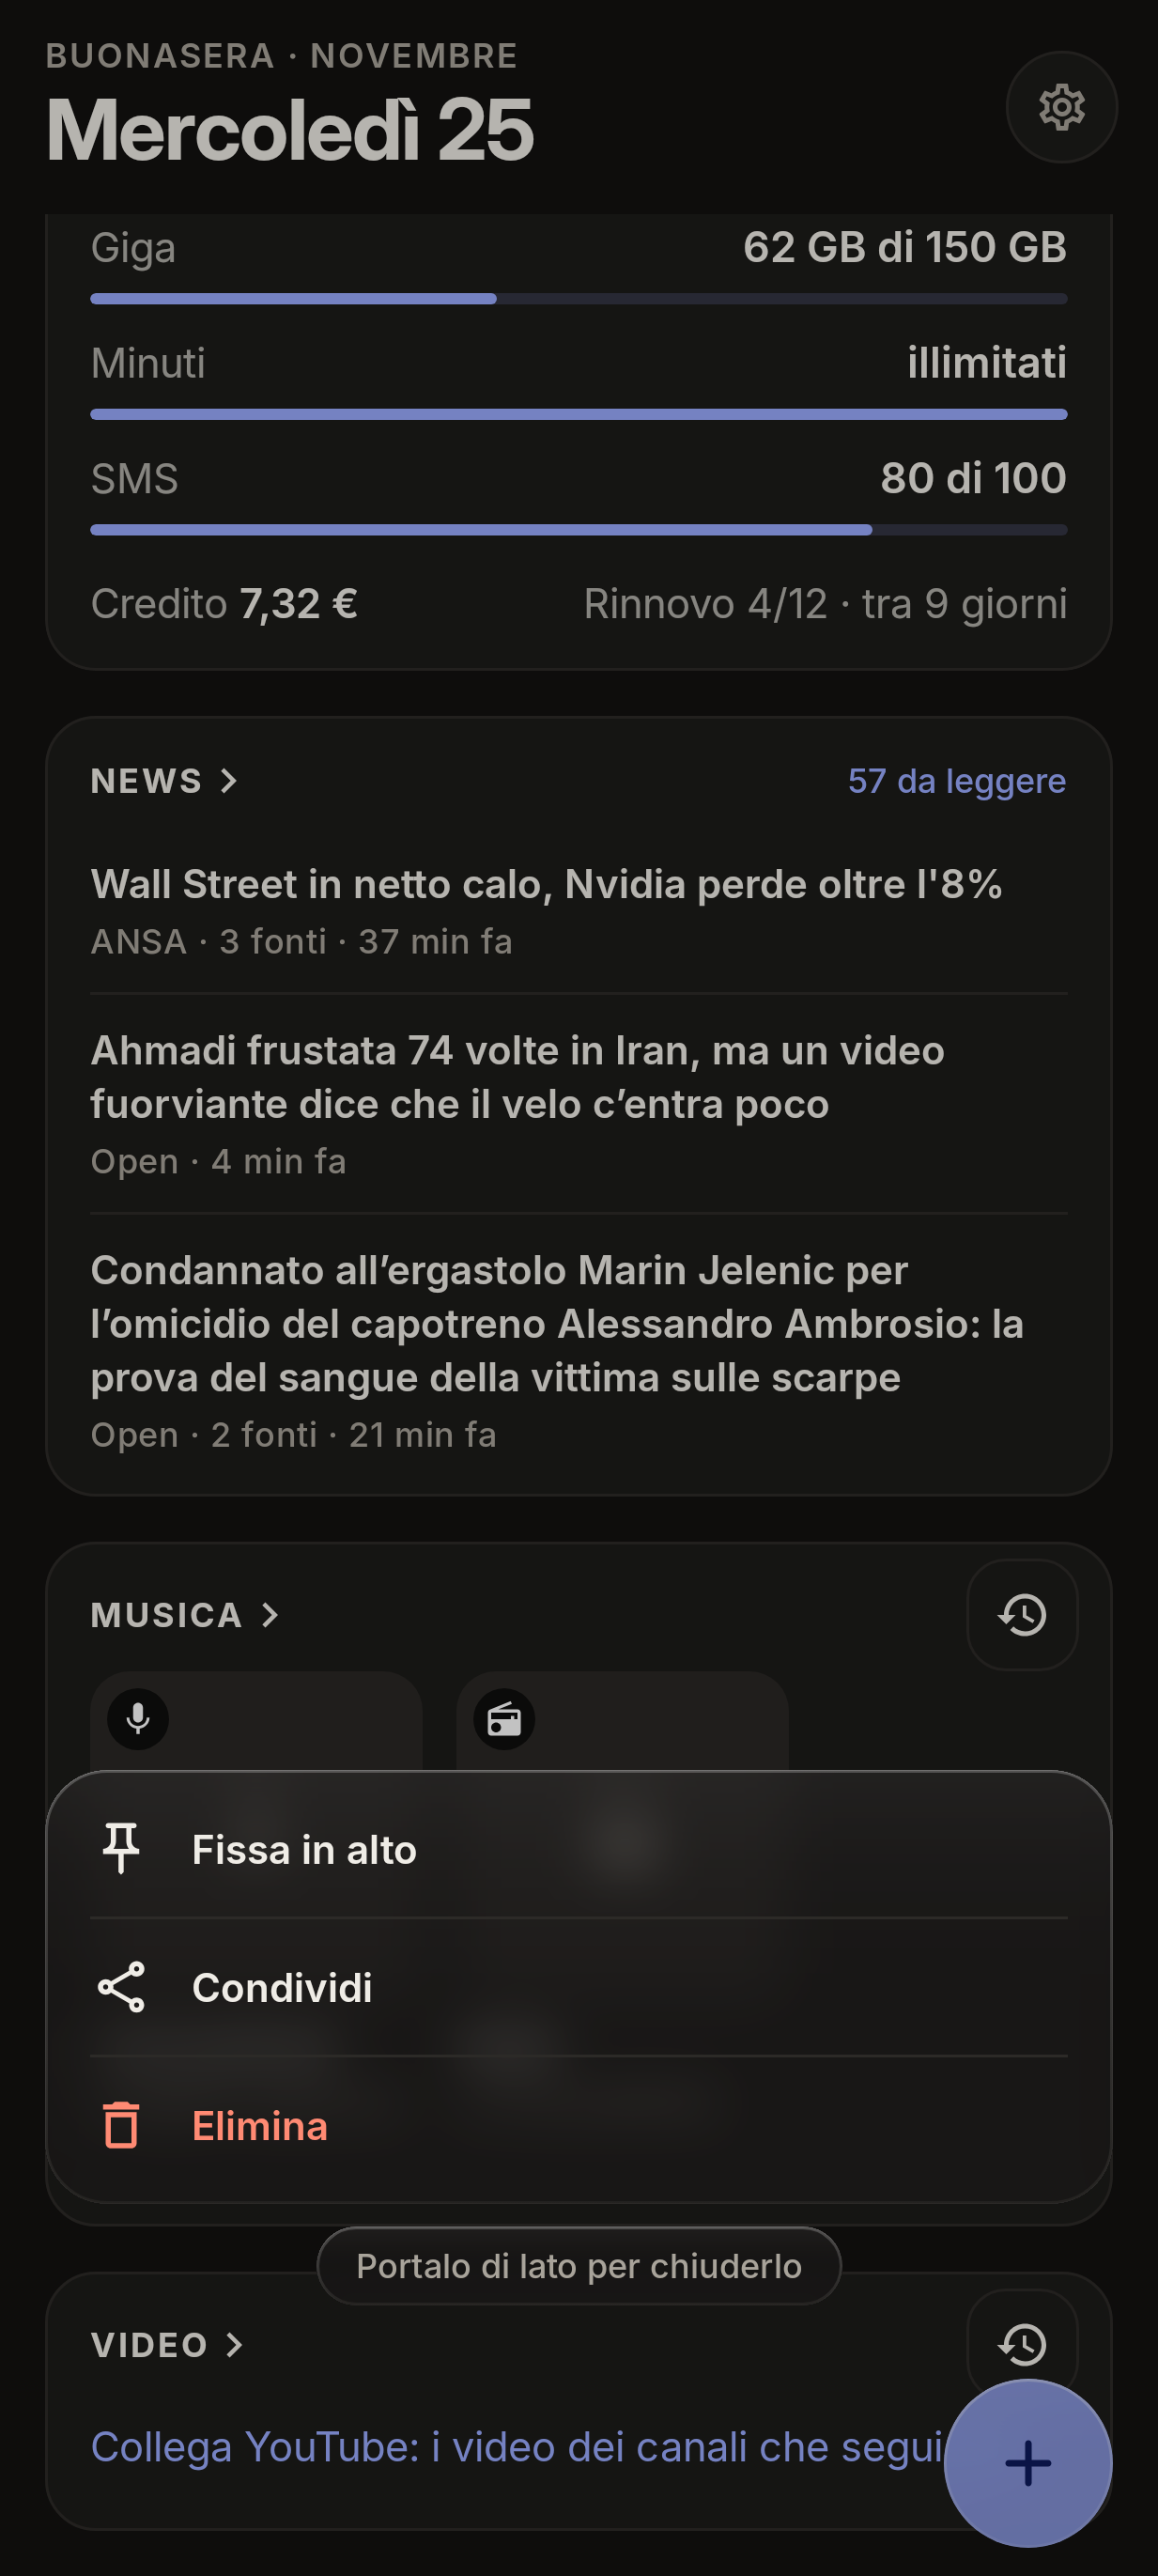 BUONASERA · NOVEMBRE
Mercoledì 25
Giga 62 GB di 150 GB
Minuti illimitati
SMS 80 di 100
Credito 7,32 € Rinnovo 4/12 · tra 9 giorni
NEWS 57 da leggere
Wall Street in netto calo, Nvidia perde oltre l'8%
ANSA · 3 fonti · 37 min fa
Ahmadi frustata 74 volte in Iran, ma un video
fuorviante dice che il velo c’entra poco
Open · 4 min fa
Condannato all’ergastolo Marin Jelenic per
l’omicidio del capotreno Alessandro Ambrosio: la
prova del sangue della vittima sulle scarpe
Open · 2 fonti · 21 min fa
MUSICA
Fissa in alto
Condividi
Elimina
Portalo di lato per chiuderlo
VIDEO
Collega YouTube: i video dei canali che segui